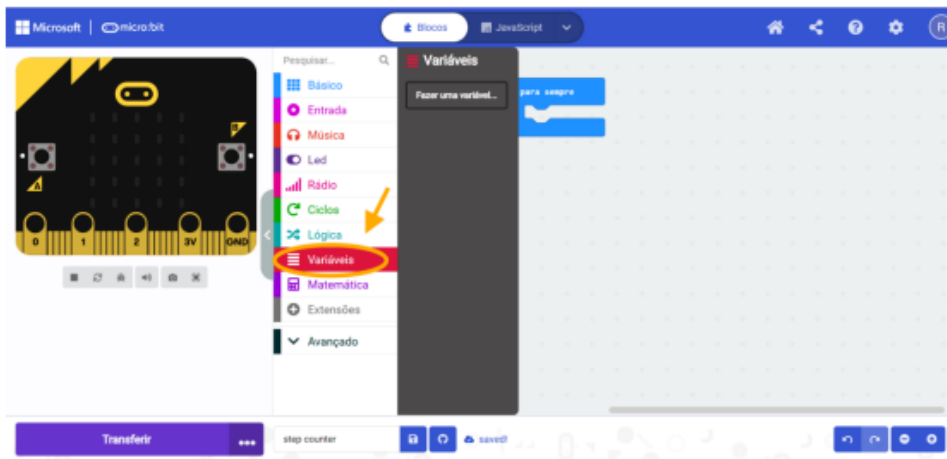 Microsoft micro:bit Blocos JavaScript R
Pesquisar...
Básico
Entrada
Música
Led
Rádio
Ciclos
Lógica
Variáveis
Matemática
Extensões
Avançado
Variáveis
Fazer uma variável...
para sempre
B
A
0 1 2 3V GND
Transferir
step counter
saved!